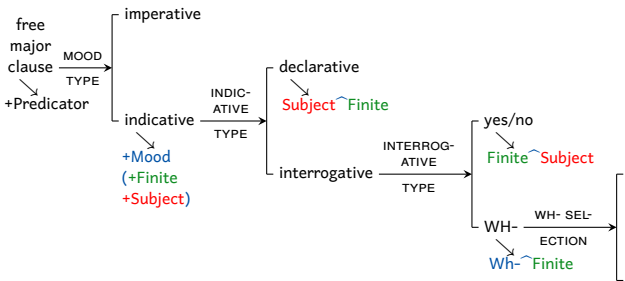 free
major
clause
+Predicator
MOOD
TYPE
imperative
indicative
+Mood
(+Finite
+Subject)
INDIC-
ATIVE
TYPE
declarative
Subject^Finite
interrogative
INTERROG-
ATIVE
TYPE
yes/no
Finite^Subject
WH-
Wh-^Finite
WH- SEL-
ECTION